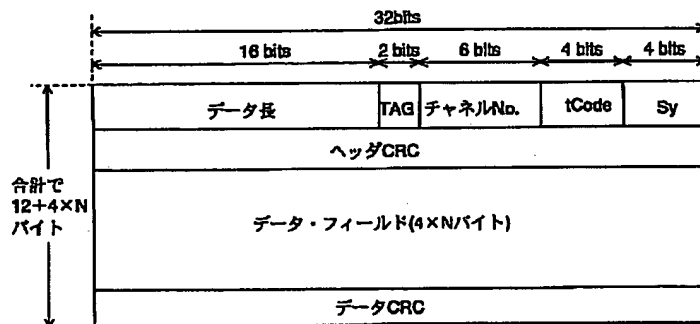 32bits
16 bits
2 bits
6 bits
4 bits
4 bits
データ長
TAG
チャネルNo.
tCode
Sy
ヘッダCRC
合計で
12+4×N
バイト
データ・フィールド(4×Nバイト)
データCRC